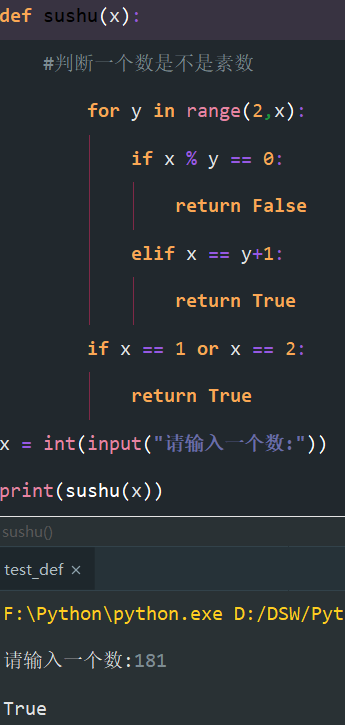 def sushu(x):
#判断一个数是不是素数
for y in range(2,x):
if x % y == 0:
return False
elif x == y+1:
return True
if x == 1 or x == 2:
return True
x = int(input("请输入一个数:"))
print(sushu(x))
sushu()
test_def ×
F:\Python\python.exe D:/DSW/Pyt
请输入一个数:181
True